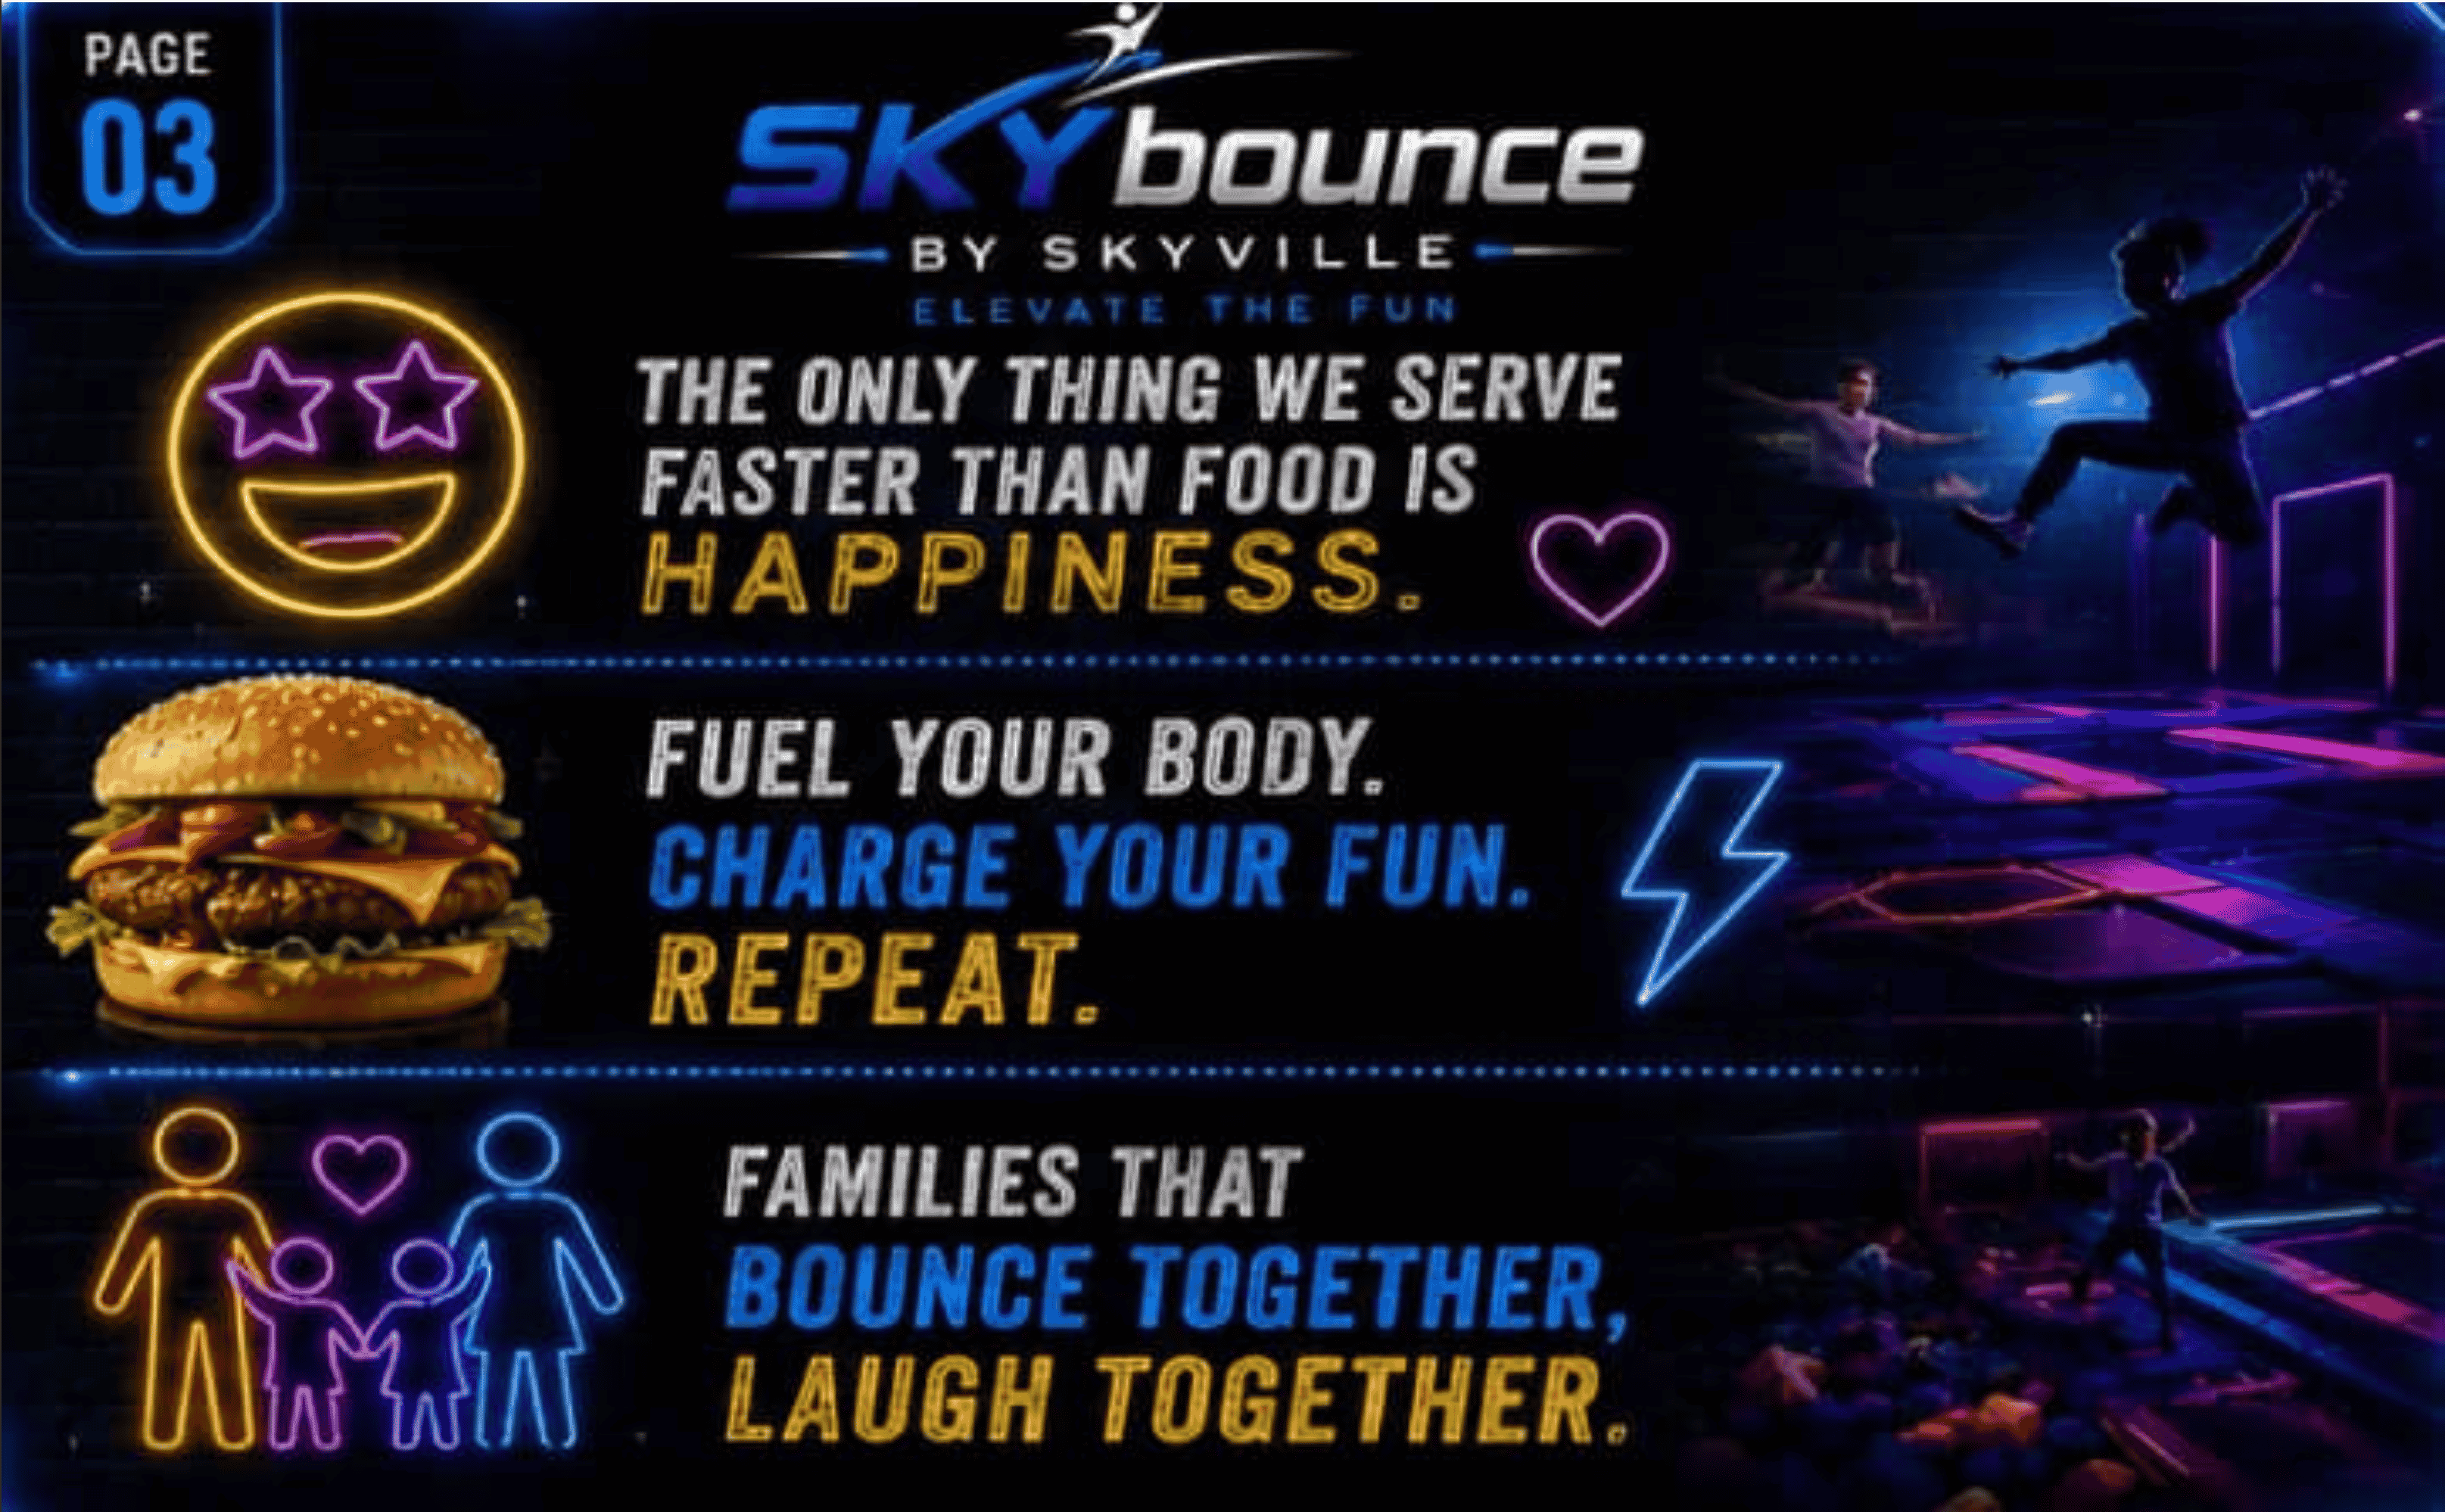 PAGE
03
SKYbounce
BY SKYVILLE
ELEVATE THE FUN
THE ONLY THING WE SERVE
FASTER THAN FOOD IS
HAPPINESS.
FUEL YOUR BODY.
CHARGE YOUR FUN.
REPEAT.
FAMILIES THAT
BOUNCE TOGETHER,
LAUGH TOGETHER.